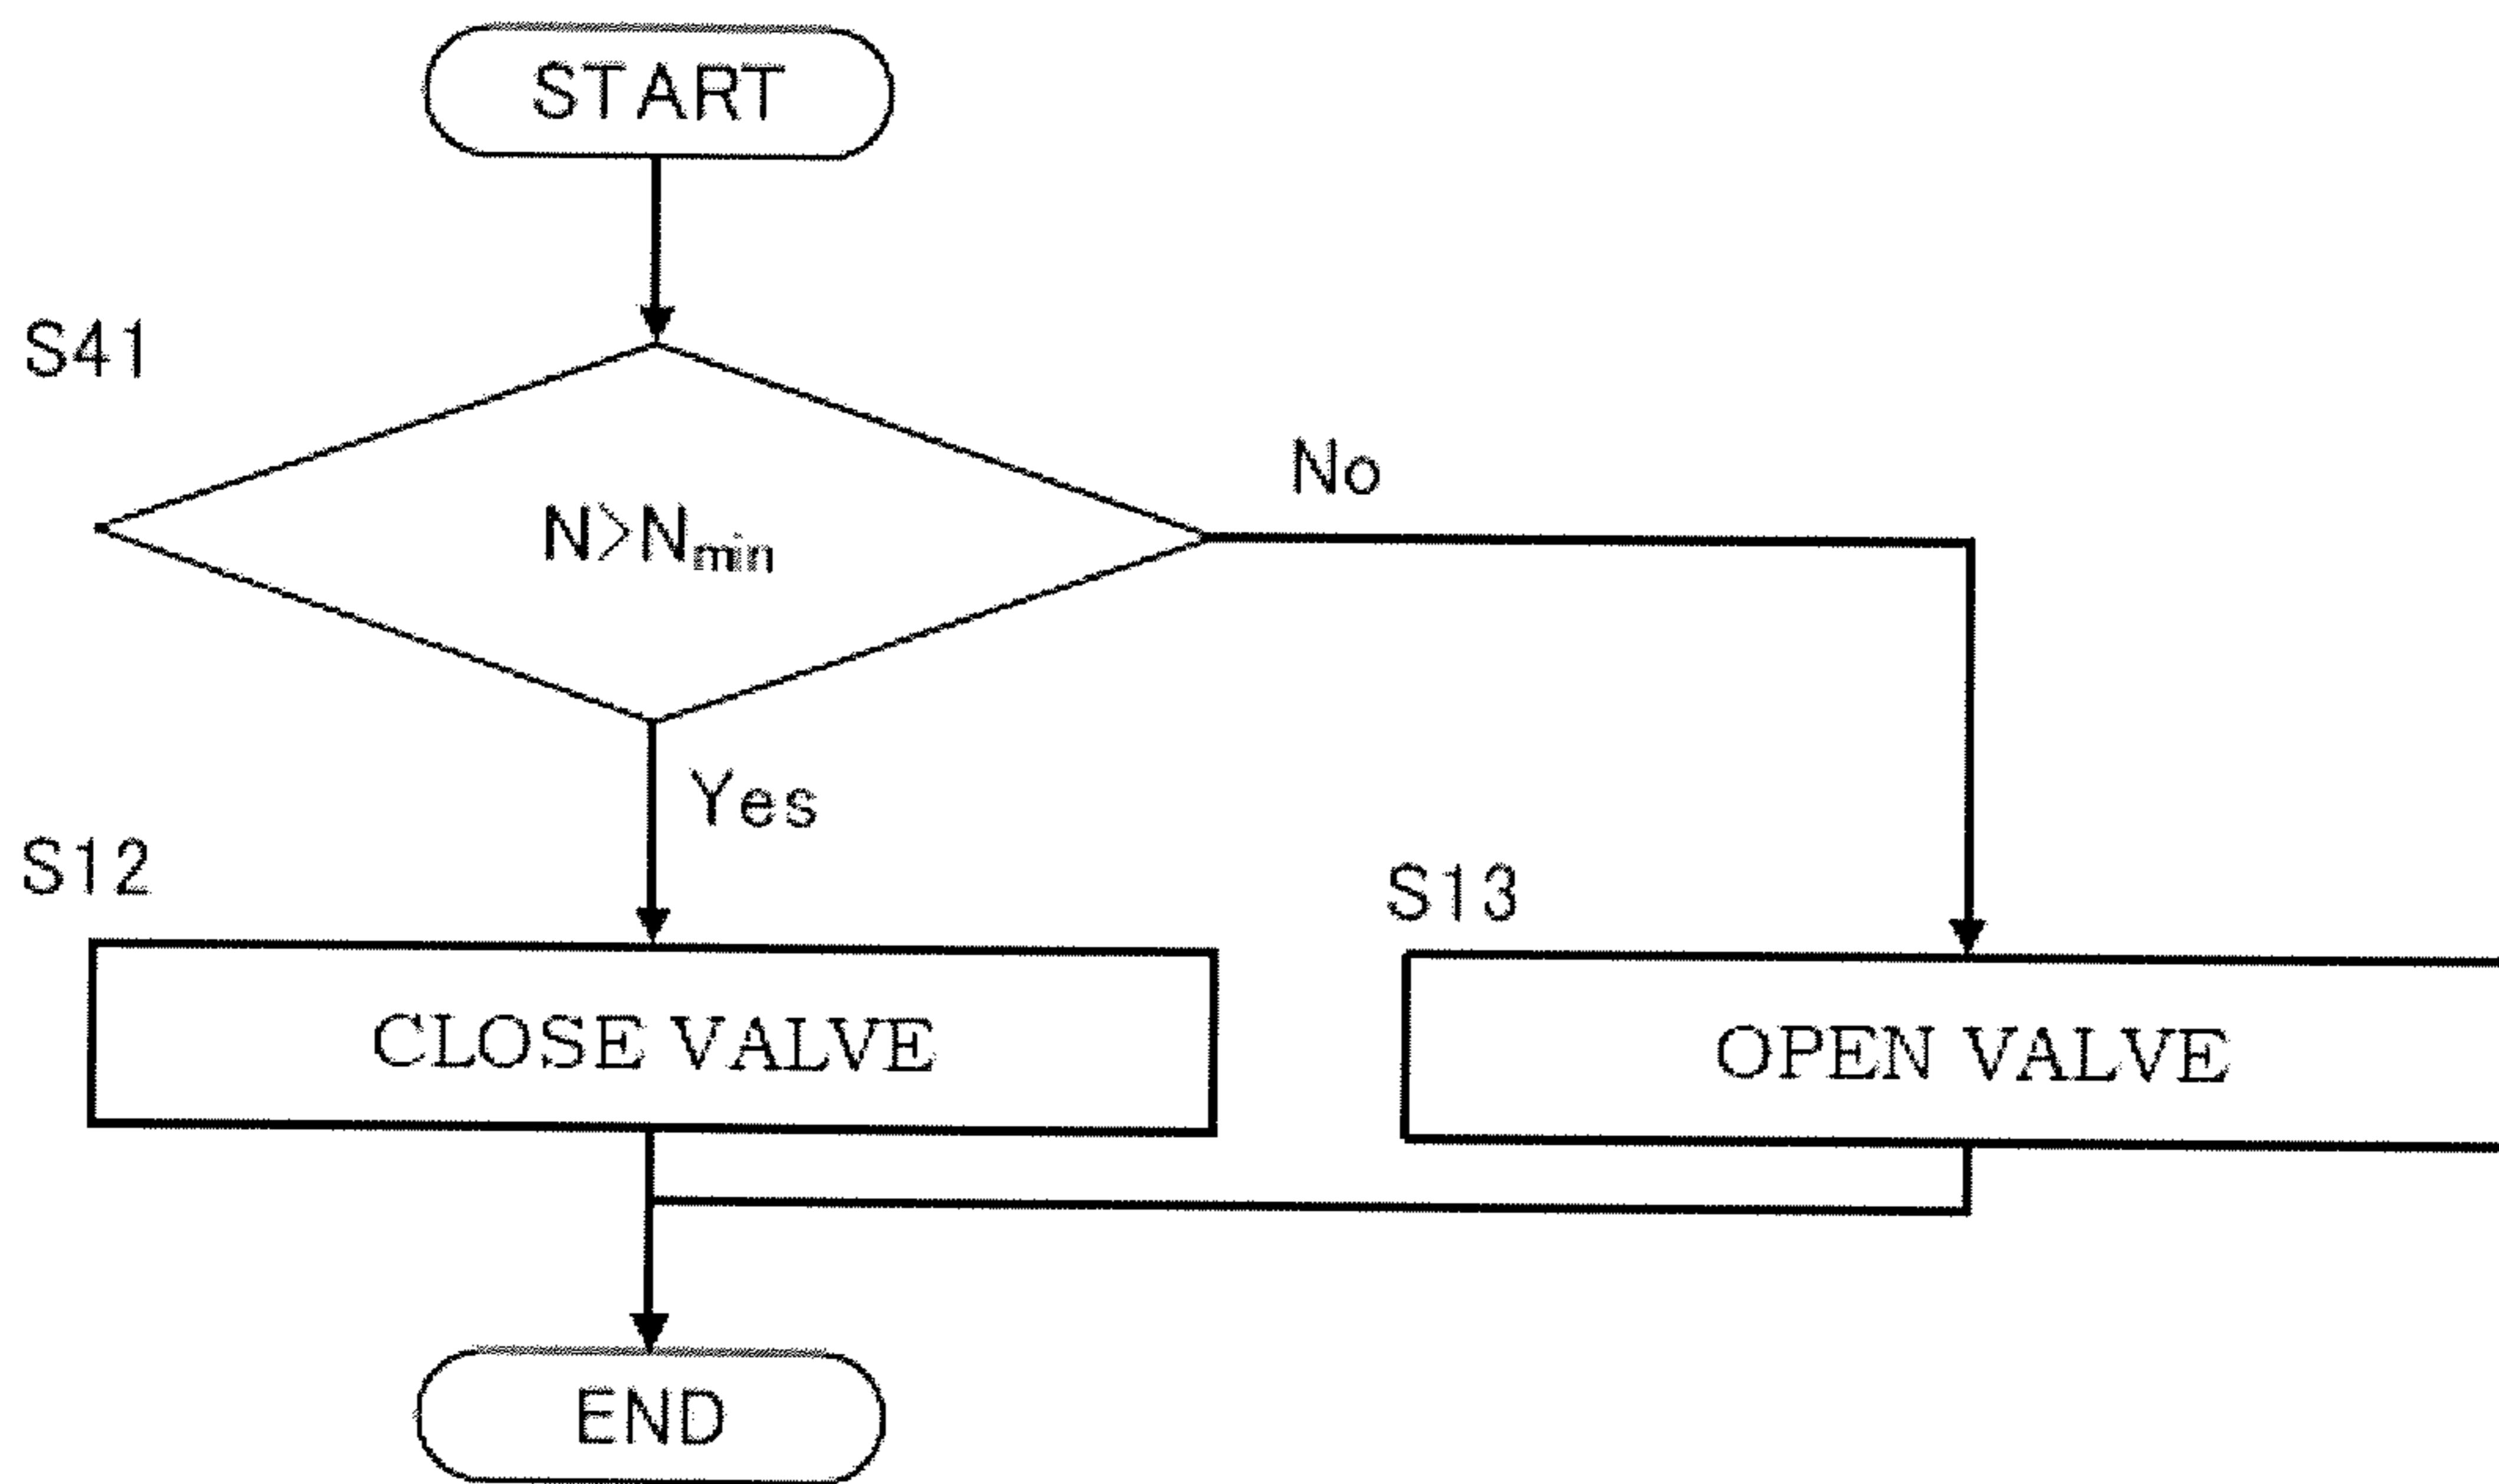 START
S41
N>Nmin
No
Yes
S12
S13
CLOSE VALVE
OPEN VALVE
END